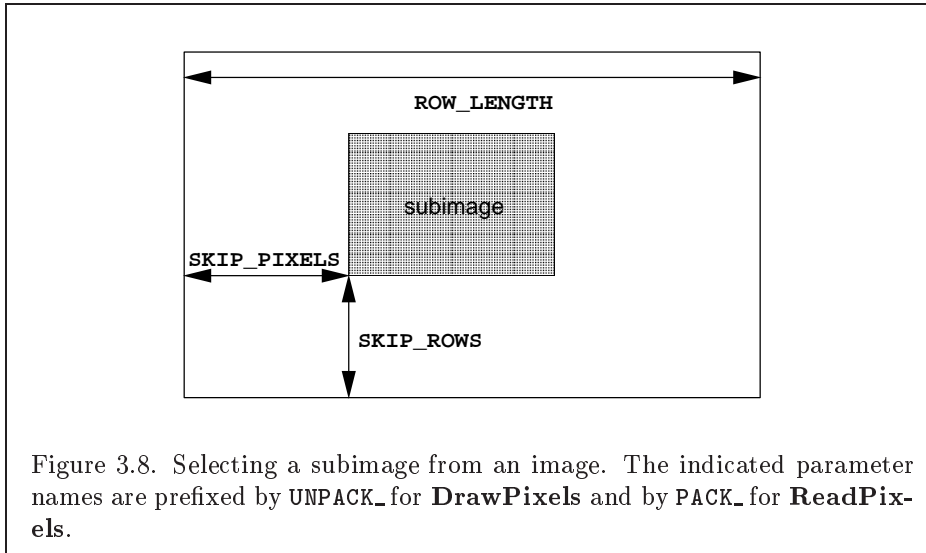 ROW_LENGTH
subimage
SKIP_PIXELS
SKIP_ROWS
Figure 3.8. Selecting a subimage from an image. The indicated parameter
names are prefixed by UNPACK_ for DrawPixels and by PACK_ for ReadPix-
els.